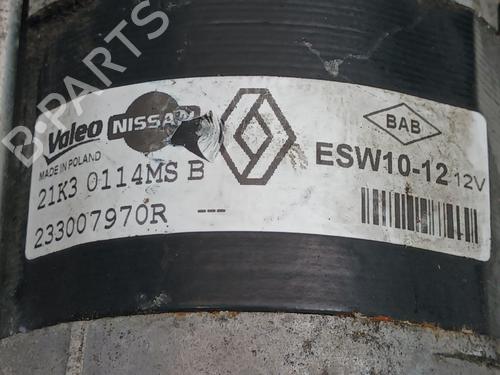 B-PARTS
Valeo NISSAN
MADE IN POLAND
21K3 0114MS B
233007970R ---
BAB
ESW10-12 12V